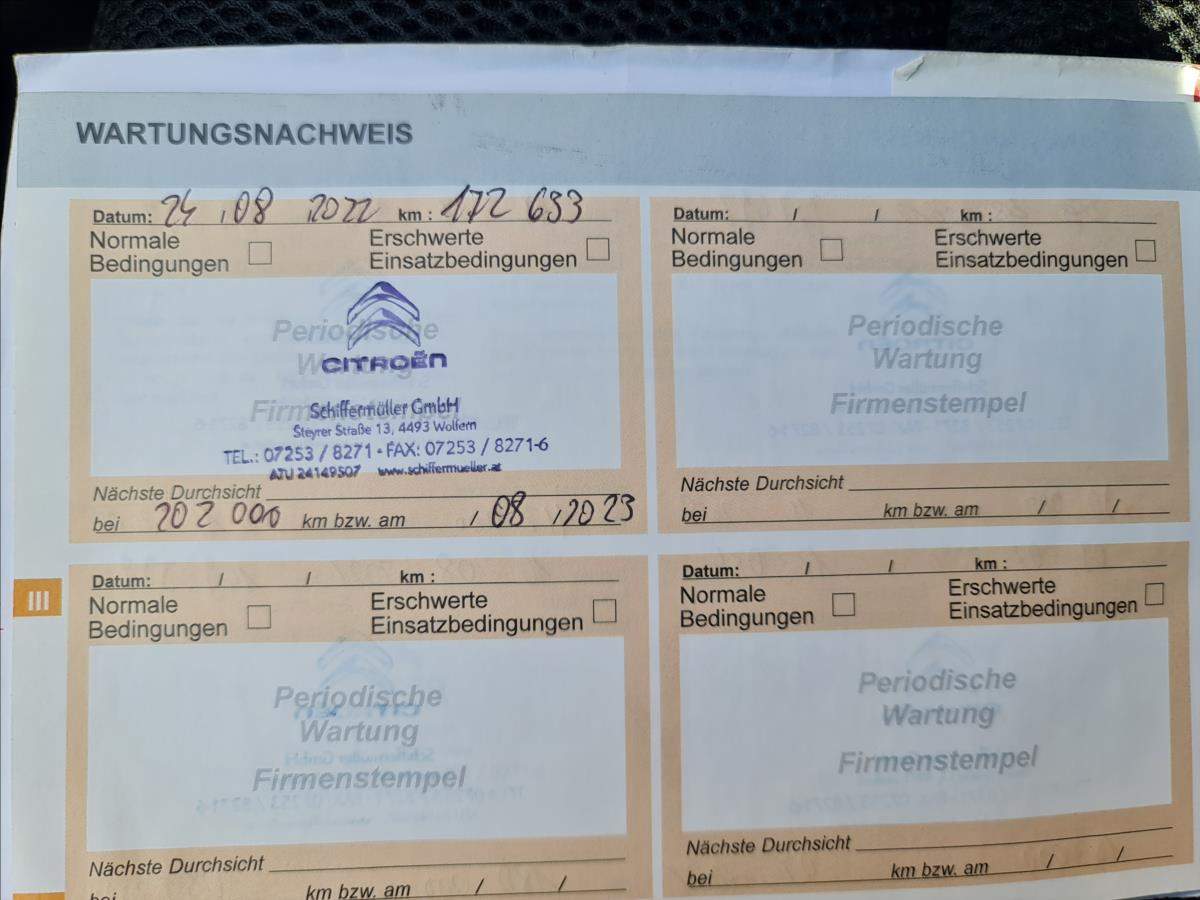 WARTUNGSNACHWEIS
Datum: 24 .08 .2022 km : 172 633
Normale Bedingungen
Erschwerte Einsatzbedingungen
Periodische
Wartung
CITROËN
Firmenstempel
Schiffermüller GmbH
Steyrer Straße 13, 4493 Wolfern
TEL.: 07253 / 8271 • FAX: 07253 / 8271-6
ATU 24149507 www.schiffermueller.at
Nächste Durchsicht
bei 202 000 km bzw. am / 08 .2023
Datum: / / km :
Normale Bedingungen
Erschwerte Einsatzbedingungen
Periodische
Wartung
Firmenstempel
Nächste Durchsicht
bei km bzw. am / /
III
Datum: / / km :
Normale Bedingungen
Erschwerte Einsatzbedingungen
Periodische
Wartung
Firmenstempel
Nächste Durchsicht
bei km bzw. am / /
Datum: / / km :
Normale Bedingungen
Erschwerte Einsatzbedingungen
Periodische
Wartung
Firmenstempel
Nächste Durchsicht
bei km bzw. am / /